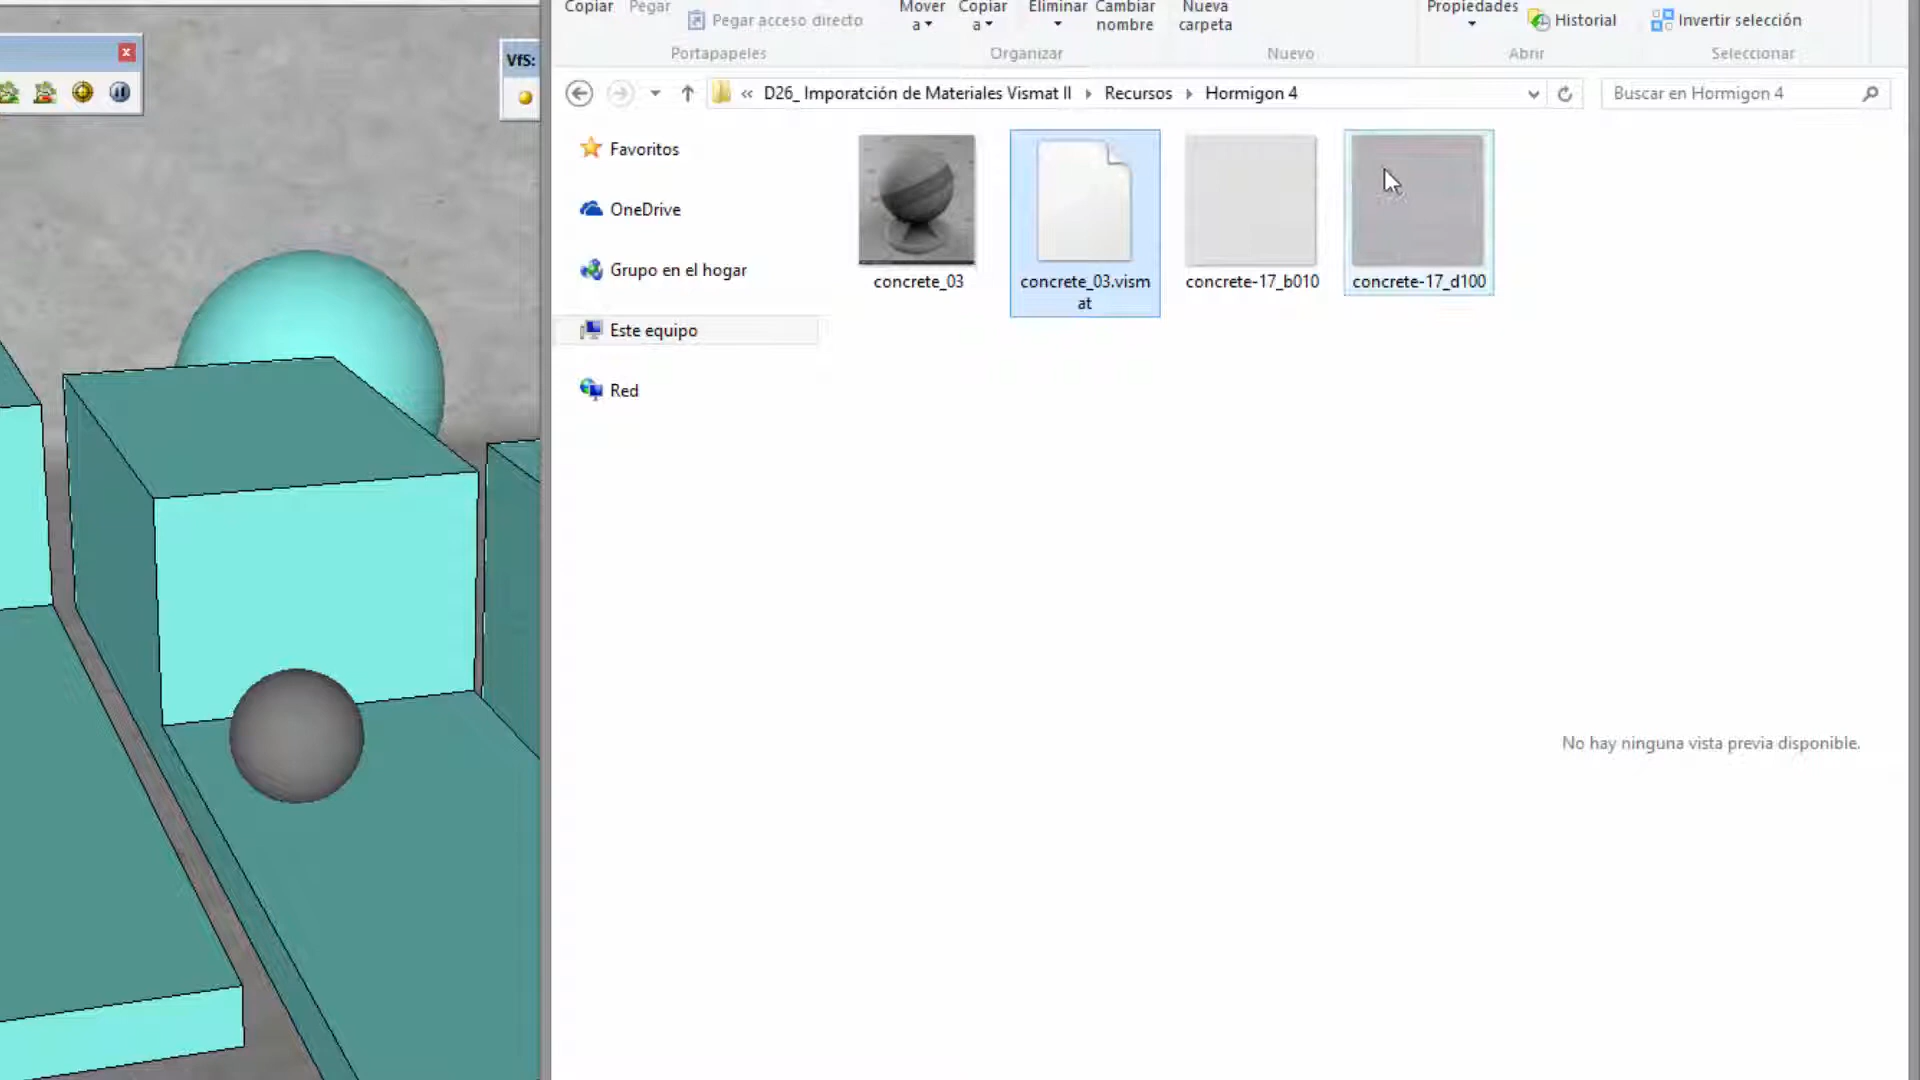 Copiar
Pegar
Pegar acceso directo
Portapapeles
Mover
a
Copiar
a
Eliminar
Cambiar
nombre
Organizar
Nueva
carpeta
Nuevo
Propiedades
Historial
Abrir
Invertir selección
Seleccionar
VfS:
« D26_ Imporatción de Materiales Vismat II Recursos Hormigon 4
Buscar en Hormigon 4
Favoritos
OneDrive
Grupo en el hogar
Este equipo
Red
concrete_03
concrete_03.vism
at
concrete-17_b010
concrete-17_d100
No hay ninguna vista previa disponible.